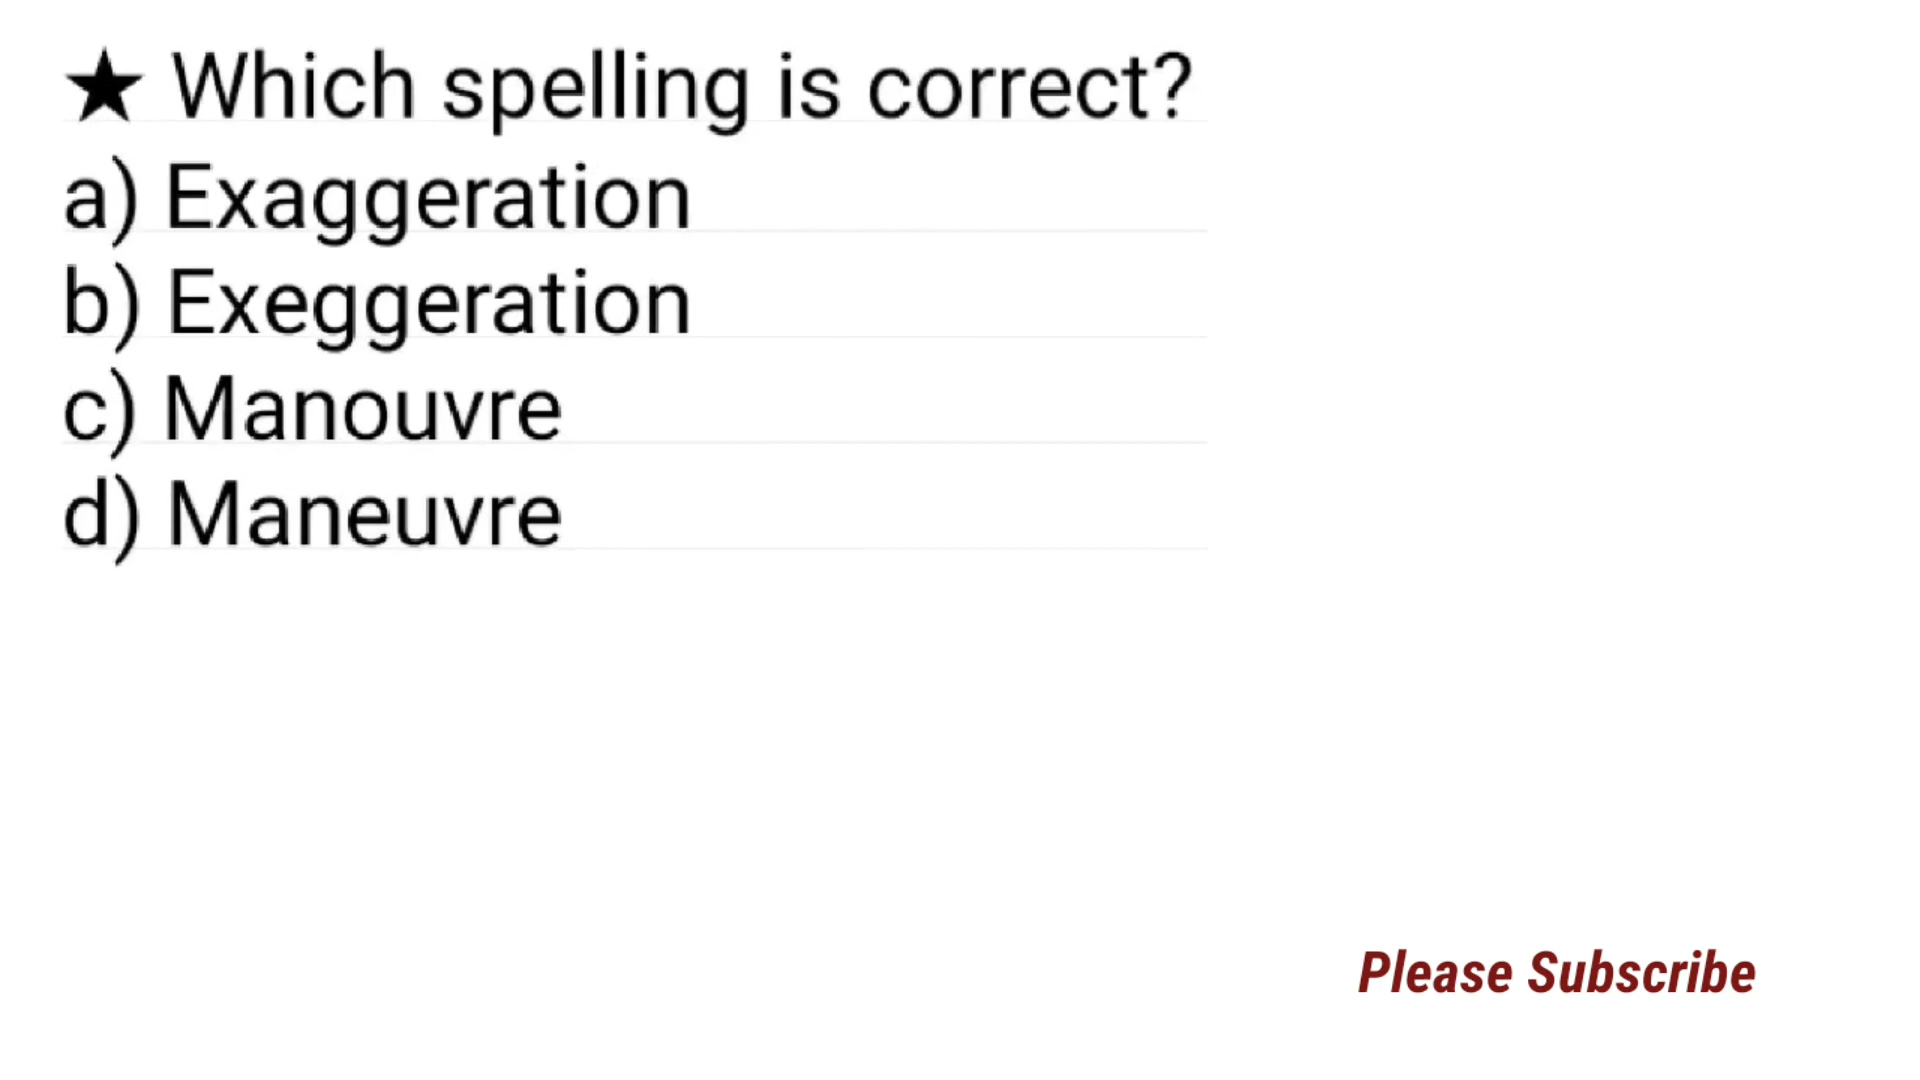 ★ Which spelling is correct?
a) Exaggeration
b) Exeggeration
c) Manouvre
d) Maneuvre
Please Subscribe